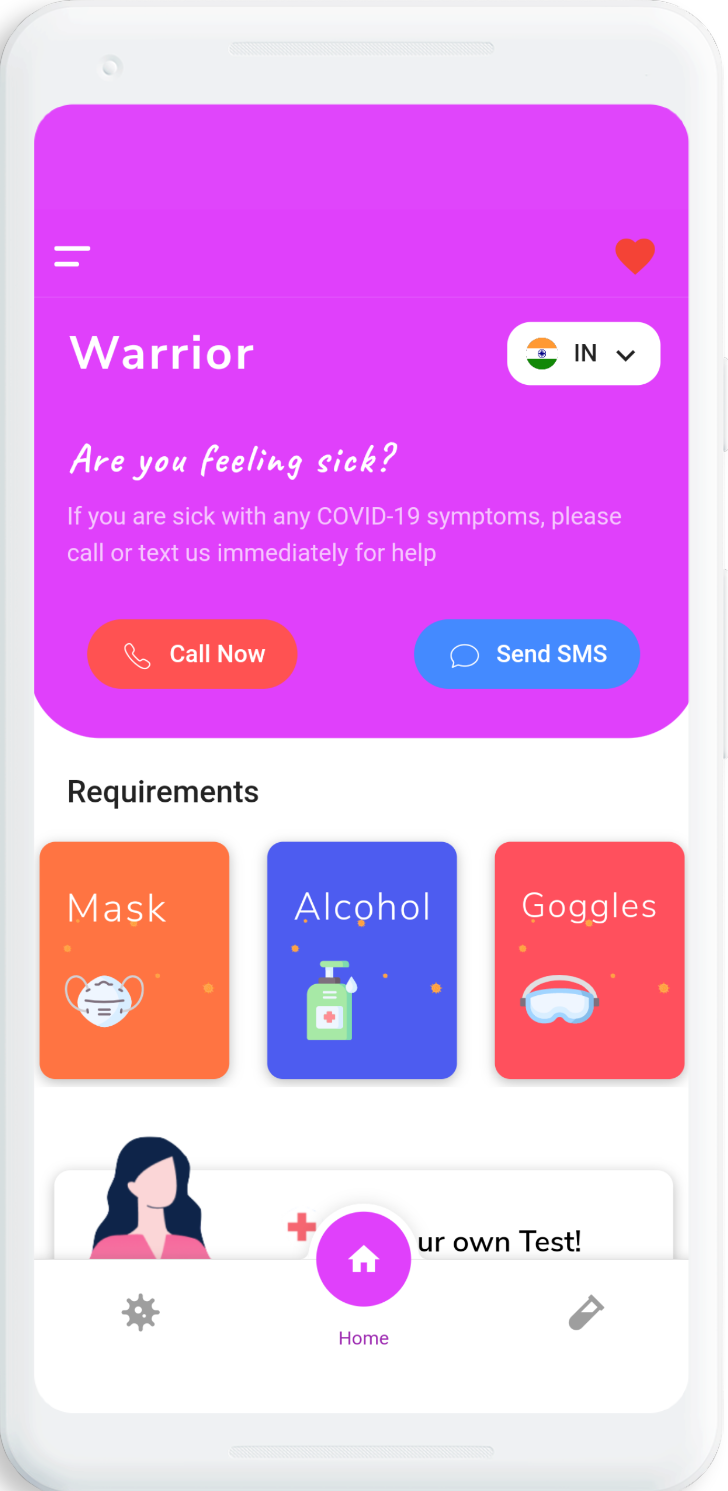 Warrior
IN
Are you feeling sick?
If you are sick with any COVID-19 symptoms, please
call or text us immediately for help
Call Now
Send SMS
Requirements
Mask
Alcohol
Goggles
ur own Test!
Home